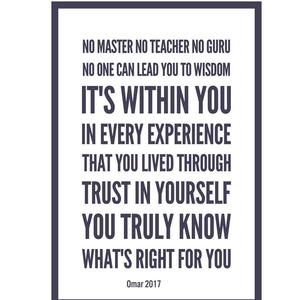 NO MASTER NO TEACHER NO GURU
NO ONE CAN LEAD YOU TO WISDOM
IT'S WITHIN YOU
IN EVERY EXPERIENCE
THAT YOU LIVED THROUGH
TRUST IN YOURSELF
YOU TRULY KNOW
WHAT'S RIGHT FOR YOU
Omar 2017